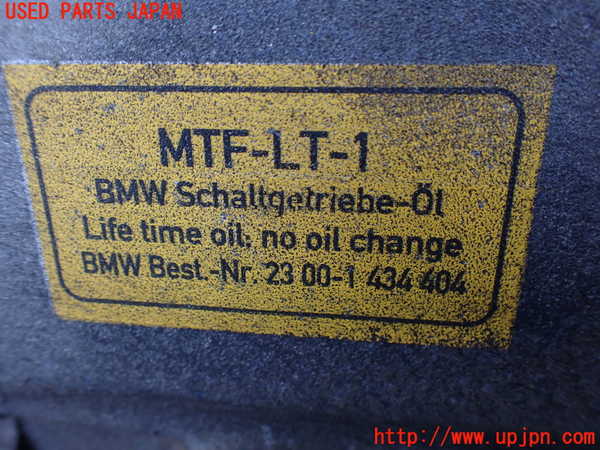 USED PARTS JAPAN
MTF-LT-1
BMW Schaltgetriebe-Öl
Life time oil: no oil change
BMW Best.-Nr. 23 00-1 434 404
http://www.upjpn.com/